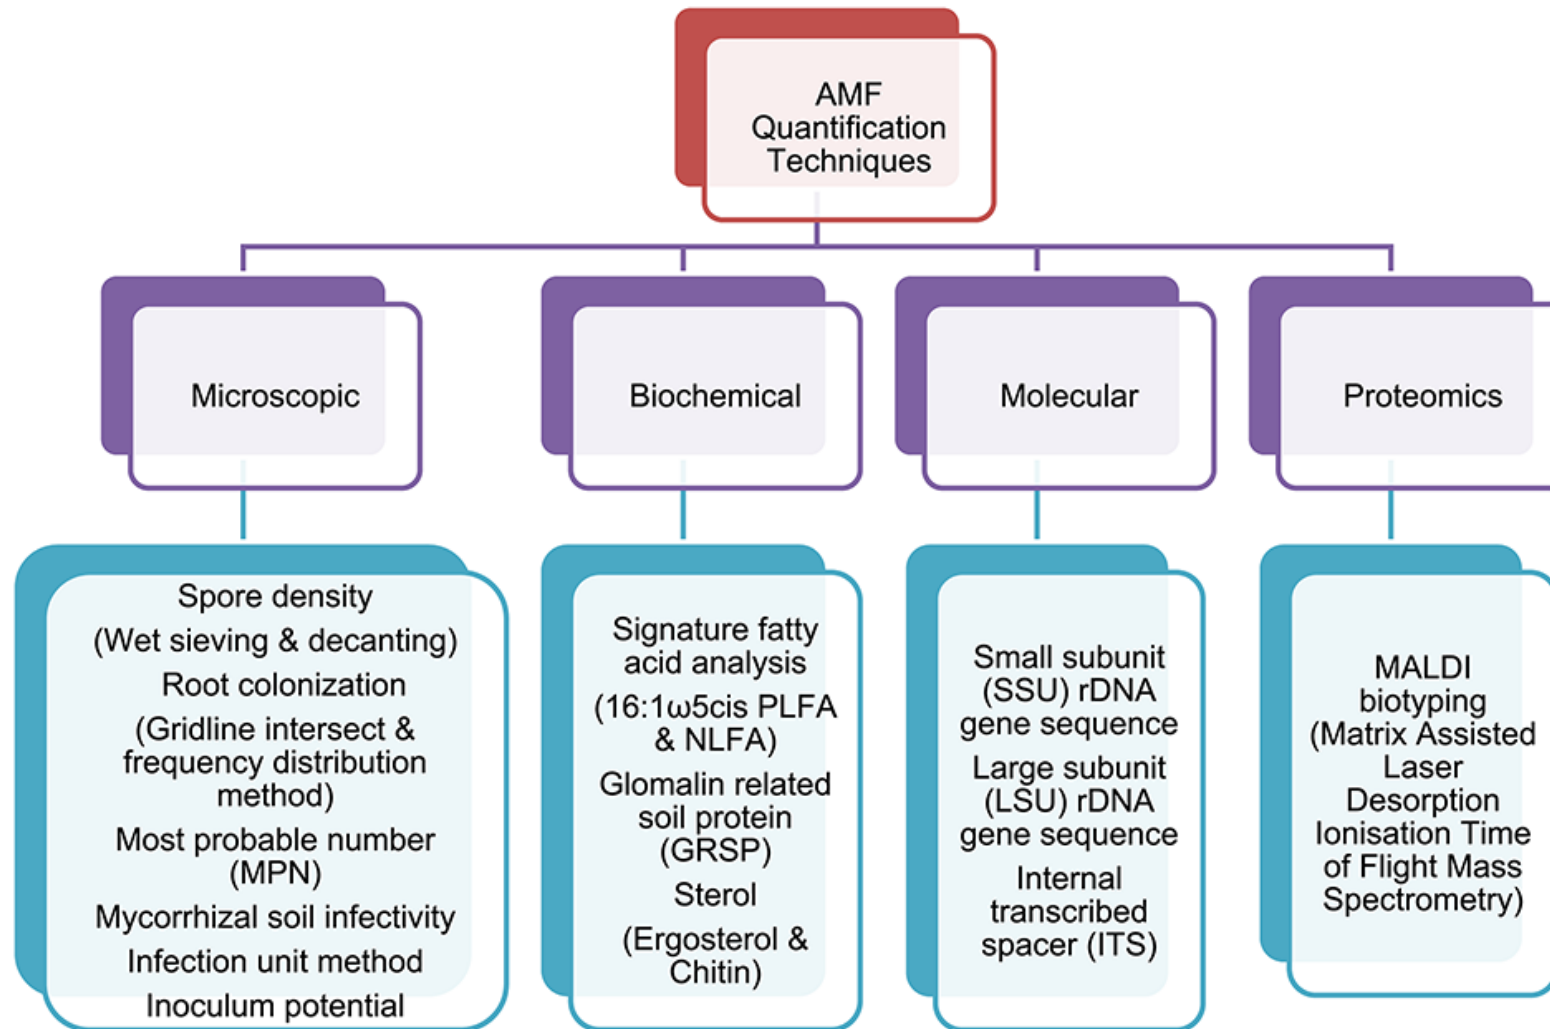 AMF
Quantification
Techniques
Microscopic
Biochemical
Molecular
Proteomics
Spore density
(Wet sieving & decanting)
Root colonization
(Gridline intersect &
frequency distribution
method)
Most probable number
(MPN)
Mycorrhizal soil infectivity
Infection unit method
Inoculum potential
Signature fatty
acid analysis
(16:1ω5cis PLFA
& NLFA)
Glomalin related
soil protein
(GRSP)
Sterol
(Ergosterol &
Chitin)
Small subunit
(SSU) rDNA
gene sequence
Large subunit
(LSU) rDNA
gene sequence
Internal
transcribed
spacer (ITS)
MALDI
biotyping
(Matrix Assisted
Laser
Desorption
Ionisation Time
of Flight Mass
Spectrometry)